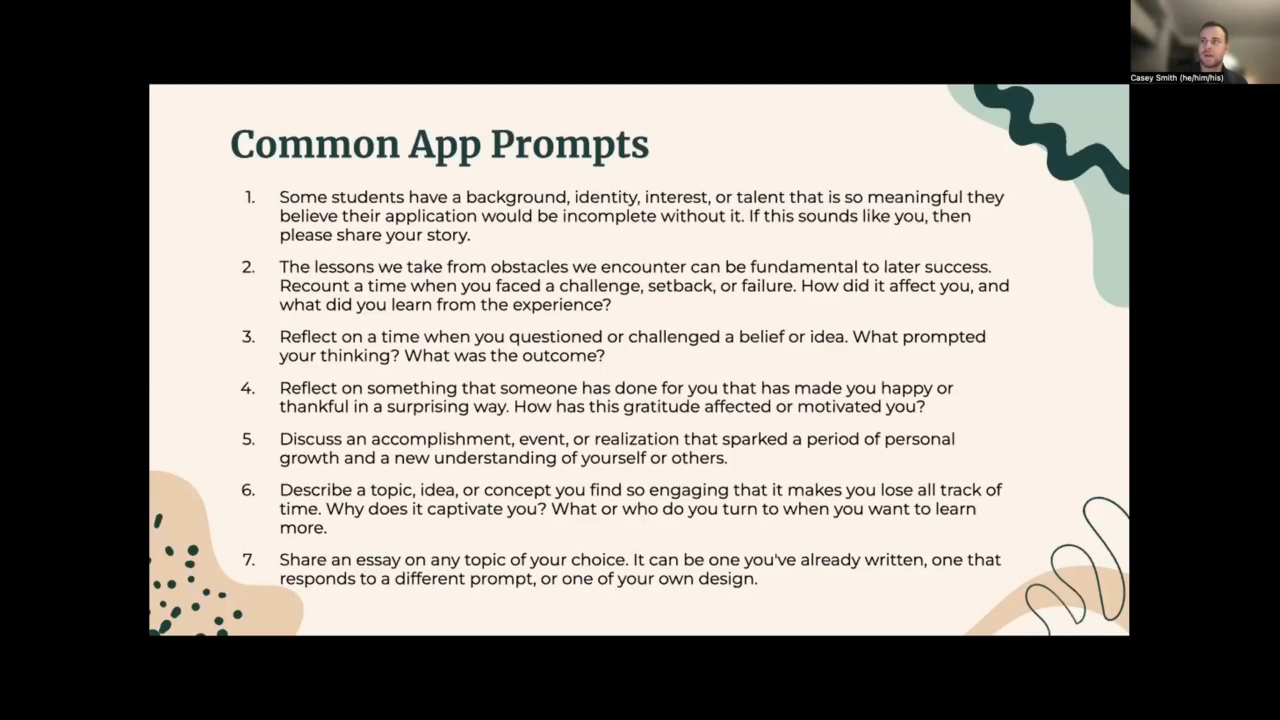 Casey Smith (he/him/his)
Common App Prompts
1. Some students have a background, identity, interest, or talent that is so meaningful they
believe their application would be incomplete without it. If this sounds like you, then
please share your story.
2. The lessons we take from obstacles we encounter can be fundamental to later success.
Recount a time when you faced a challenge, setback, or failure. How did it affect you, and
what did you learn from the experience?
3. Reflect on a time when you questioned or challenged a belief or idea. What prompted
your thinking? What was the outcome?
4. Reflect on something that someone has done for you that has made you happy or
thankful in a surprising way. How has this gratitude affected or motivated you?
5. Discuss an accomplishment, event, or realization that sparked a period of personal
growth and a new understanding of yourself or others.
6. Describe a topic, idea, or concept you find so engaging that it makes you lose all track of
time. Why does it captivate you? What or who do you turn to when you want to learn
more.
7. Share an essay on any topic of your choice. It can be one you've already written, one that
responds to a different prompt, or one of your own design.